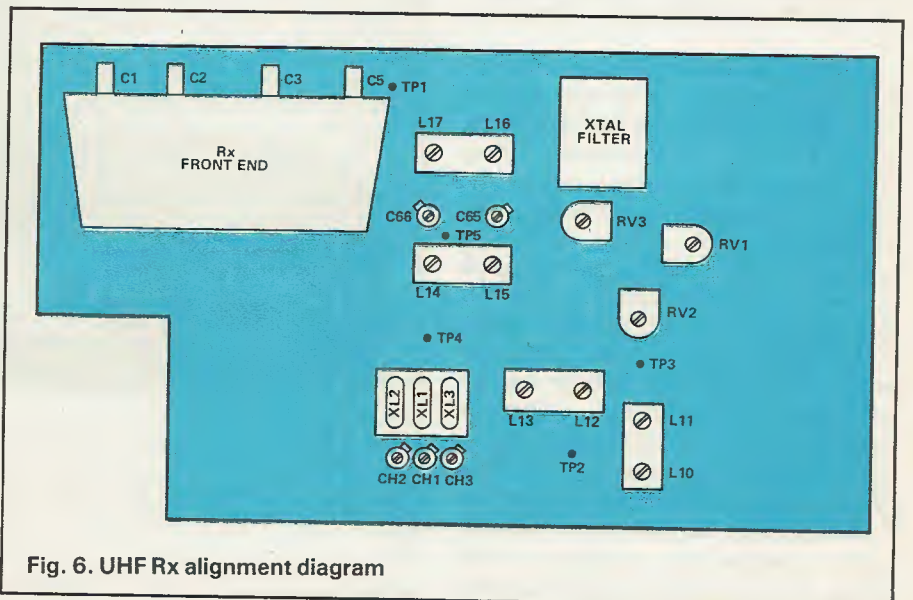 C1
C2
C3
C5
TP1
Rx
FRONT END
L17
L16
XTAL
FILTER
C66
C65
TP5
RV3
RV1
L14
L15
RV2
TP4
TP3
XL2
XL1
XL3
L13
L12
L11
TP2
L10
CH2
CH1
CH3
Fig. 6. UHF Rx alignment diagram